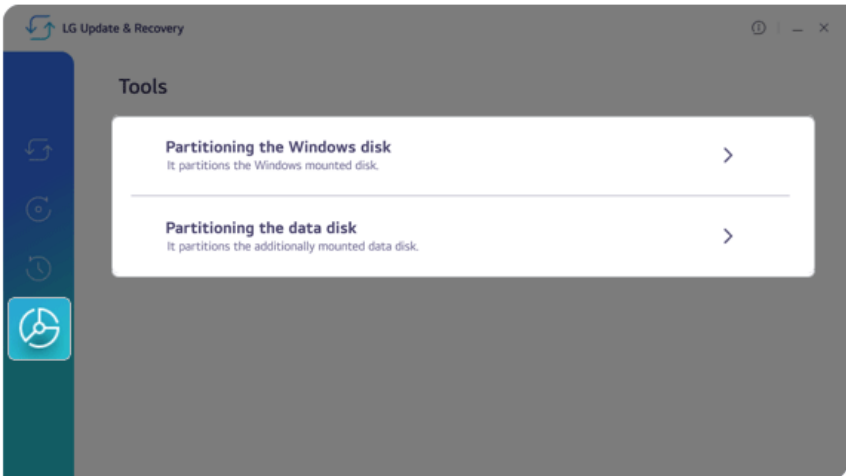 LG Update & Recovery
Tools
Partitioning the Windows disk
It partitions the Windows mounted disk.
Partitioning the data disk
It partitions the additionally mounted data disk.